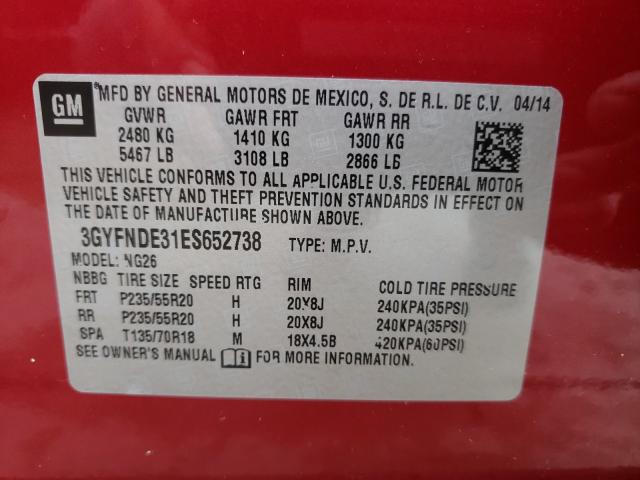 GM
®MFD BY GENERAL MOTORS DE MEXICO, S. DE R.L. DE C.V. 04/14
GVWR GAWR FRT GAWR RR
2480 KG 1410 KG 1300 KG
5467 LB 3108 LB 2866 LB
THIS VEHICLE CONFORMS TO ALL APPLICABLE U.S. FEDERAL MOTOR
VEHICLE SAFETY AND THEFT PREVENTION STANDARDS IN EFFECT ON
THE DATE OF MANUFACTURE SHOWN ABOVE.
3GYFNDE31ES652738 TYPE: M.P.V.
MODEL: NG26
NBBG TIRE SIZE SPEED RTG RIM COLD TIRE PRESSURE
FRT P235/55R20 H 20X8J 240KPA(35PSI)
RR P235/55R20 H 20X8J 240KPA(35PSI)
SPA T135/70R18 M 18X4.5B 420KPA(60PSI)
SEE OWNER'S MANUAL FOR MORE INFORMATION.